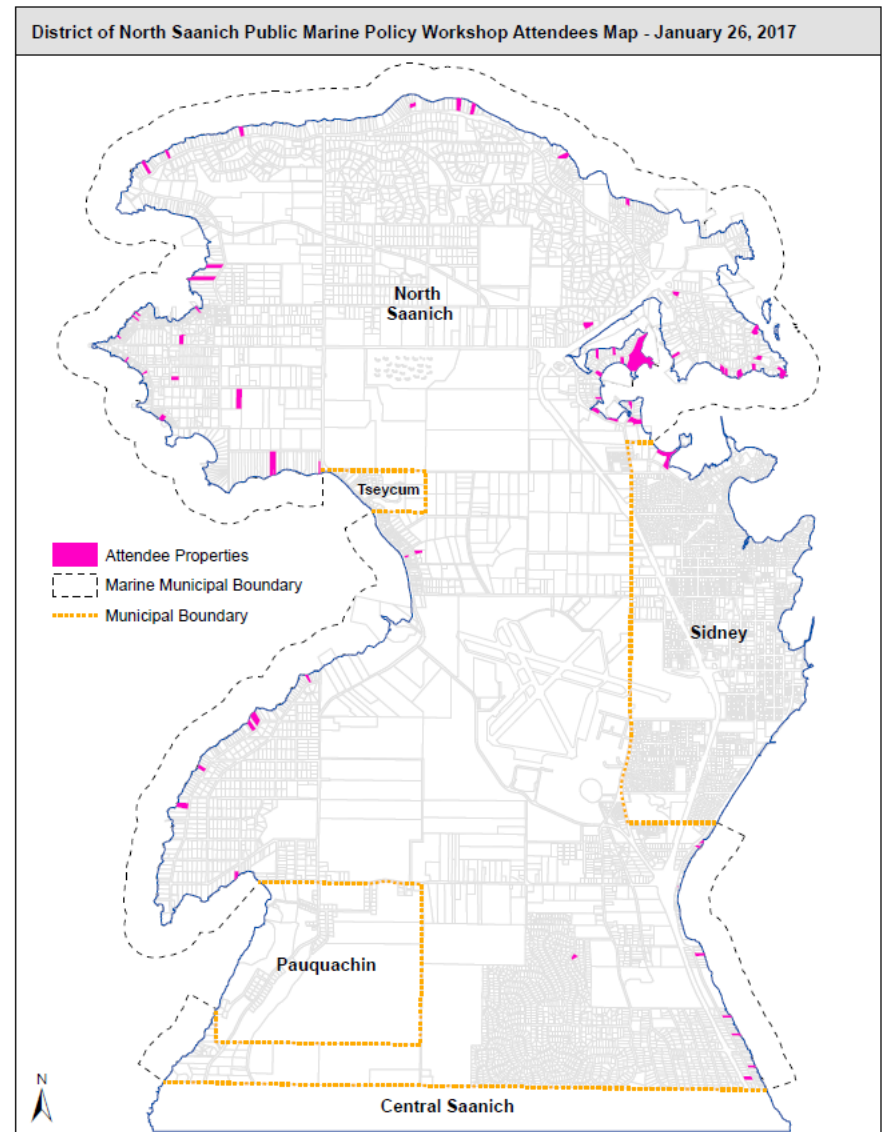 District of North Saanich Public Marine Policy Workshop Attendees Map - January 26, 2017
North
Saanich
Tseycum
Attendee Properties
Marine Municipal Boundary
Municipal Boundary
Sidney
Pauquachin
N
Central Saanich